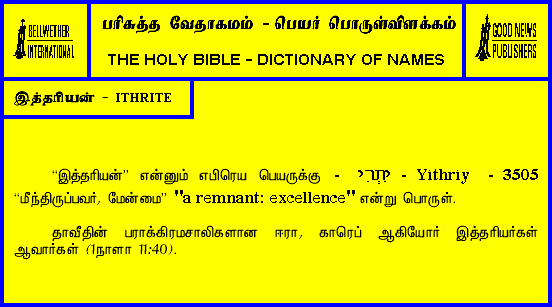 BELLWETHER
INTERNATIONAL
பரிசுத்த வேதாகமம் - பெயர் பொருள்விளக்கம்
THE HOLY BIBLE - DICTIONARY OF NAMES
GOOD NEWS
PUBLISHERS
இத்தரியன் - ITHRITE
“இத்தரியன்” என்னும் எபிரெய பெயருக்கு - יתרי - Yithriy - 3505
“மீந்திருப்பவர், மேன்மை” "a remnant: excellence" என்று பொருள்.
தாவீதின் பராக்கிரமசாலிகளான ஈரா, காரெப் ஆகியோர் இத்தரியர்கள்
ஆவார்கள் (1நாளா 11:40).